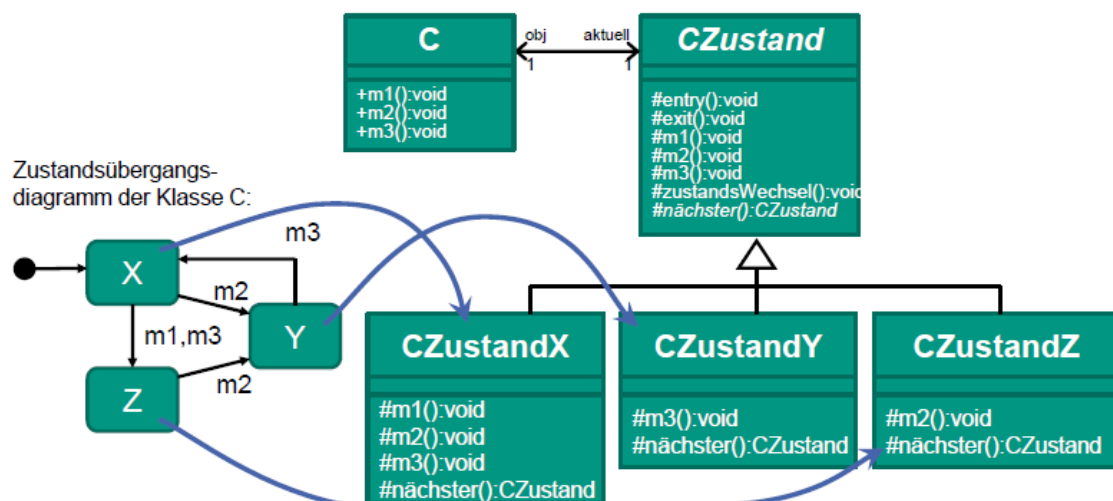 C
+m1():void
+m2():void
+m3():void
obj
aktuell
1
1
CZustand
#entry():void
#exit():void
#m1():void
#m2():void
#m3():void
#zustandsWechsel():void
#nächster():CZustand
Zustandsübergangs-
diagramm der Klasse C:
X
m3
m2
Y
m1,m3
m2
Z
CZustandX
#m1():void
#m2():void
#m3():void
#nächster():CZustand
CZustandY
#m3():void
#nächster():CZustand
CZustandZ
#m2():void
#nächster():CZustand